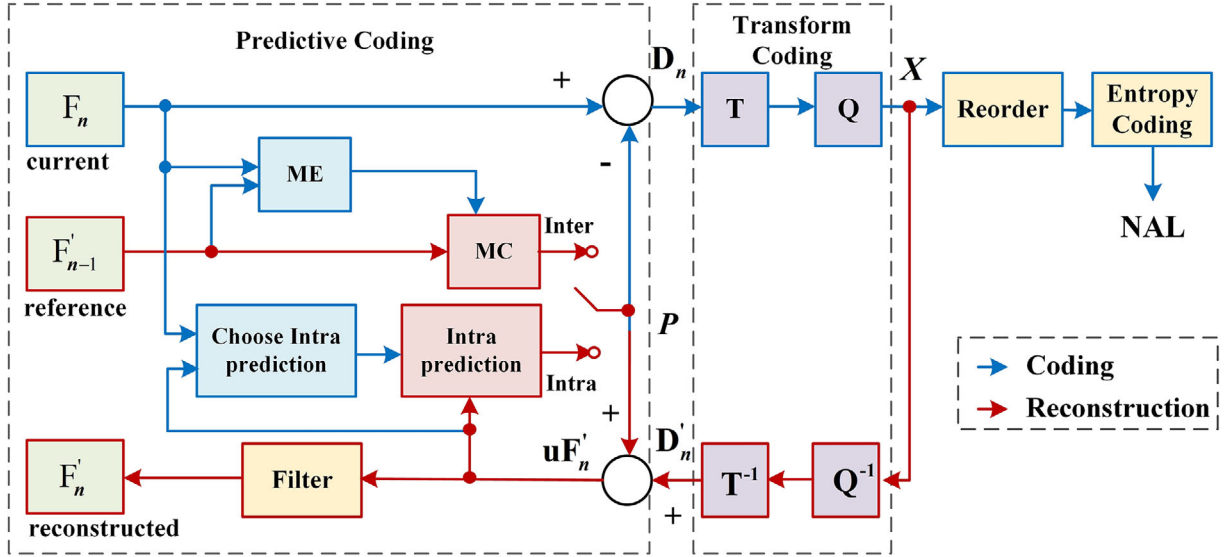 Predictive Coding
Transform
Coding
Fn
current
+
Dn
T
Q
X
Reorder
Entropy
Coding
NAL
ME
-
F'n−1
reference
MC
Inter
P
Choose Intra
prediction
Intra
prediction
Intra
Coding
Reconstruction
F'n
reconstructed
Filter
uF'n
+
D'n
+
T-1
Q-1